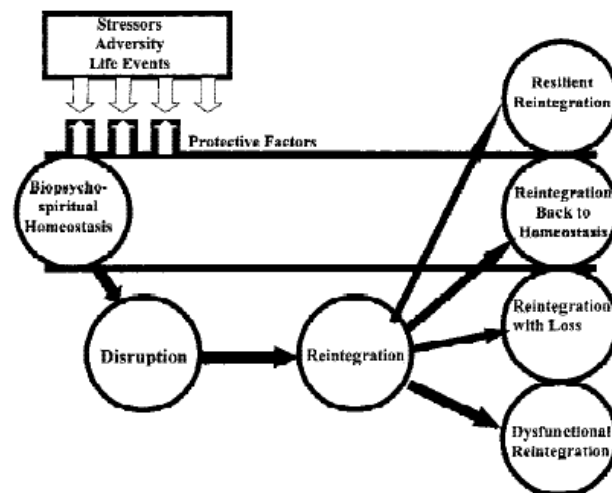 Stressors
Adversity
Life Events
Protective Factors
Resilient
Reintegration
Biopsycho-
spiritual
Homeostasis
Reintegration
Back to
Homeostasis
Disruption
Reintegration
Reintegration
with Loss
Dysfunctional
Reintegration